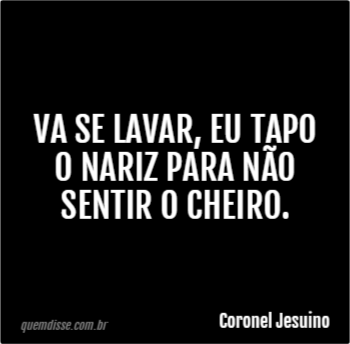 VA SE LAVAR, EU TAPO
O NARIZ PARA NÃO
SENTIR O CHEIRO.
quemdisse.com.br
Coronel Jesuino